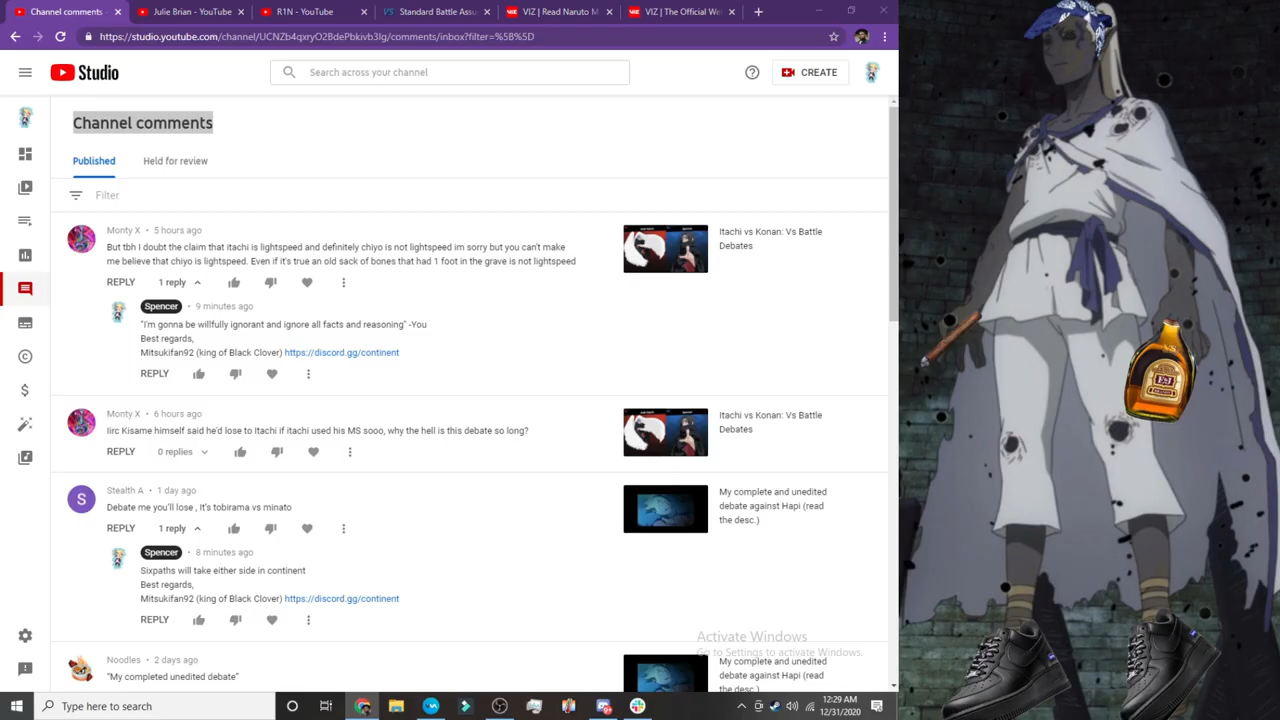 Channel comments -
Julie Brian - YouTube
R1N - YouTube
Standard Battle Assu
VIZ | Read Naruto M
VIZ | The Official We
https://studio.youtube.com/channel/UCNZb4qxryO2BdePbkivb3Ig/comments/inbox?filter=%5B%5D
Studio
Search across your channel
CREATE
Channel comments
Published Held for review
Filter
Monty X • 5 hours ago
But tbh I doubt the claim that itachi is lightspeed and definitely chiyo is not lightspeed im sorry but you can't make
me believe that chiyo is lightspeed. Even if it's true an old sack of bones that had 1 foot in the grave is not lightspeed
REPLY 1 reply
Itachi vs Konan: Vs Battle
Debates
Spencer • 9 minutes ago
"I'm gonna be willfully ignorant and ignore all facts and reasoning" -You
Best regards,
Mitsukifan92 (king of Black Clover) https://discord.gg/continent
REPLY
Monty X • 6 hours ago
Iirc Kisame himself said he'd lose to Itachi if itachi used his MS sooo, why the hell is this debate so long?
REPLY 0 replies
Itachi vs Konan: Vs Battle
Debates
S
Stealth A • 1 day ago
Debate me you'll lose , It's tobirama vs minato
REPLY 1 reply
My complete and unedited
debate against Hapi (read
the desc.)
Spencer • 8 minutes ago
Sixpaths will take either side in continent
Best regards,
Mitsukifan92 (king of Black Clover) https://discord.gg/continent
REPLY
Noodles • 2 days ago
"My completed unedited debate"
My complete and unedited
debate against Hapi (read
the desc.)
Activate Windows
Go to Settings to activate Windows.
Type here to search
12:29 AM
12/31/2020
VS
E&J